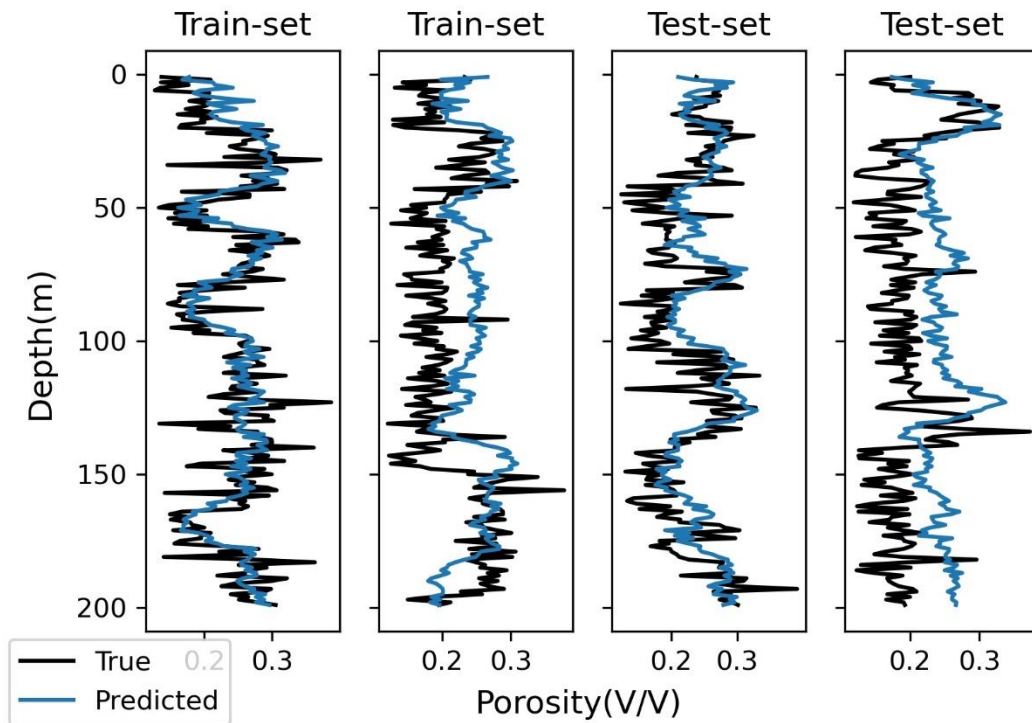 Train-set Train-set Test-set Test-set
0
50
100
150
200
Depth(m)
0.2 0.3 0.2 0.3 0.2 0.3 0.2 0.3
Porosity(V/V)
True
Predicted